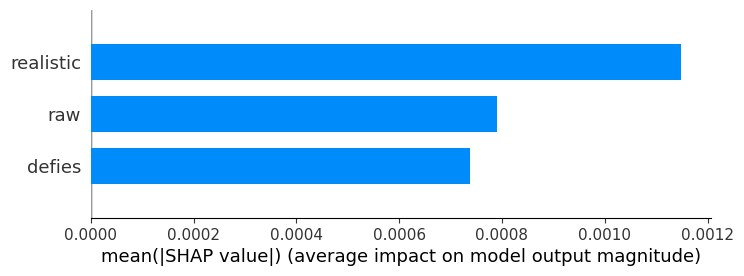 realistic
raw
defies
0.0000 0.0002 0.0004 0.0006 0.0008 0.0010 0.0012
mean(|SHAP value|) (average impact on model output magnitude)